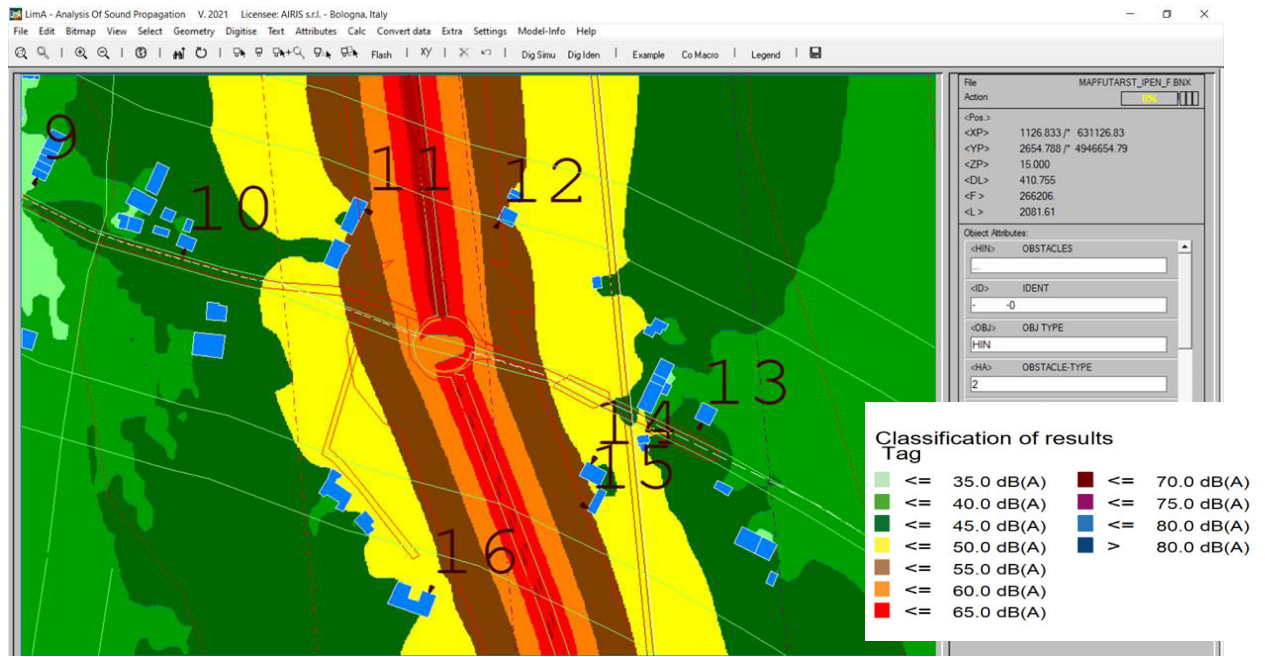 LimA - Analysis Of Sound Propagation V. 2021 Licensee: AIRIS s.r.l. - Bologna, Italy
File Edit Bitmap View Select Geometry Digitise Text Attributes Calc Convert data Extra Settings Model-Info Help
Flash XY Dig Simu Dig Iden Example Co Macro Legend
File MAPFUTARST_IPEN_F.BNX
Action 0%
<Pos.>
<XP> 1126.833 /* 631126.83
<YP> 2654.788 /* 4946654.79
<ZP> 15.000
<DL> 410.755
<F > 266206.
<L > 2081.61
Object Attributes:
<HIN> OBSTACLES
_
<ID> IDENT
- -0
<OBJ> OBJ TYPE
HIN
<HA> OBSTACLE-TYPE
2
9
10
11
12
13
14
15
16
Classification of results
Tag
<= 35.0 dB(A)
<= 40.0 dB(A)
<= 45.0 dB(A)
<= 50.0 dB(A)
<= 55.0 dB(A)
<= 60.0 dB(A)
<= 65.0 dB(A)
<= 70.0 dB(A)
<= 75.0 dB(A)
<= 80.0 dB(A)
> 80.0 dB(A)